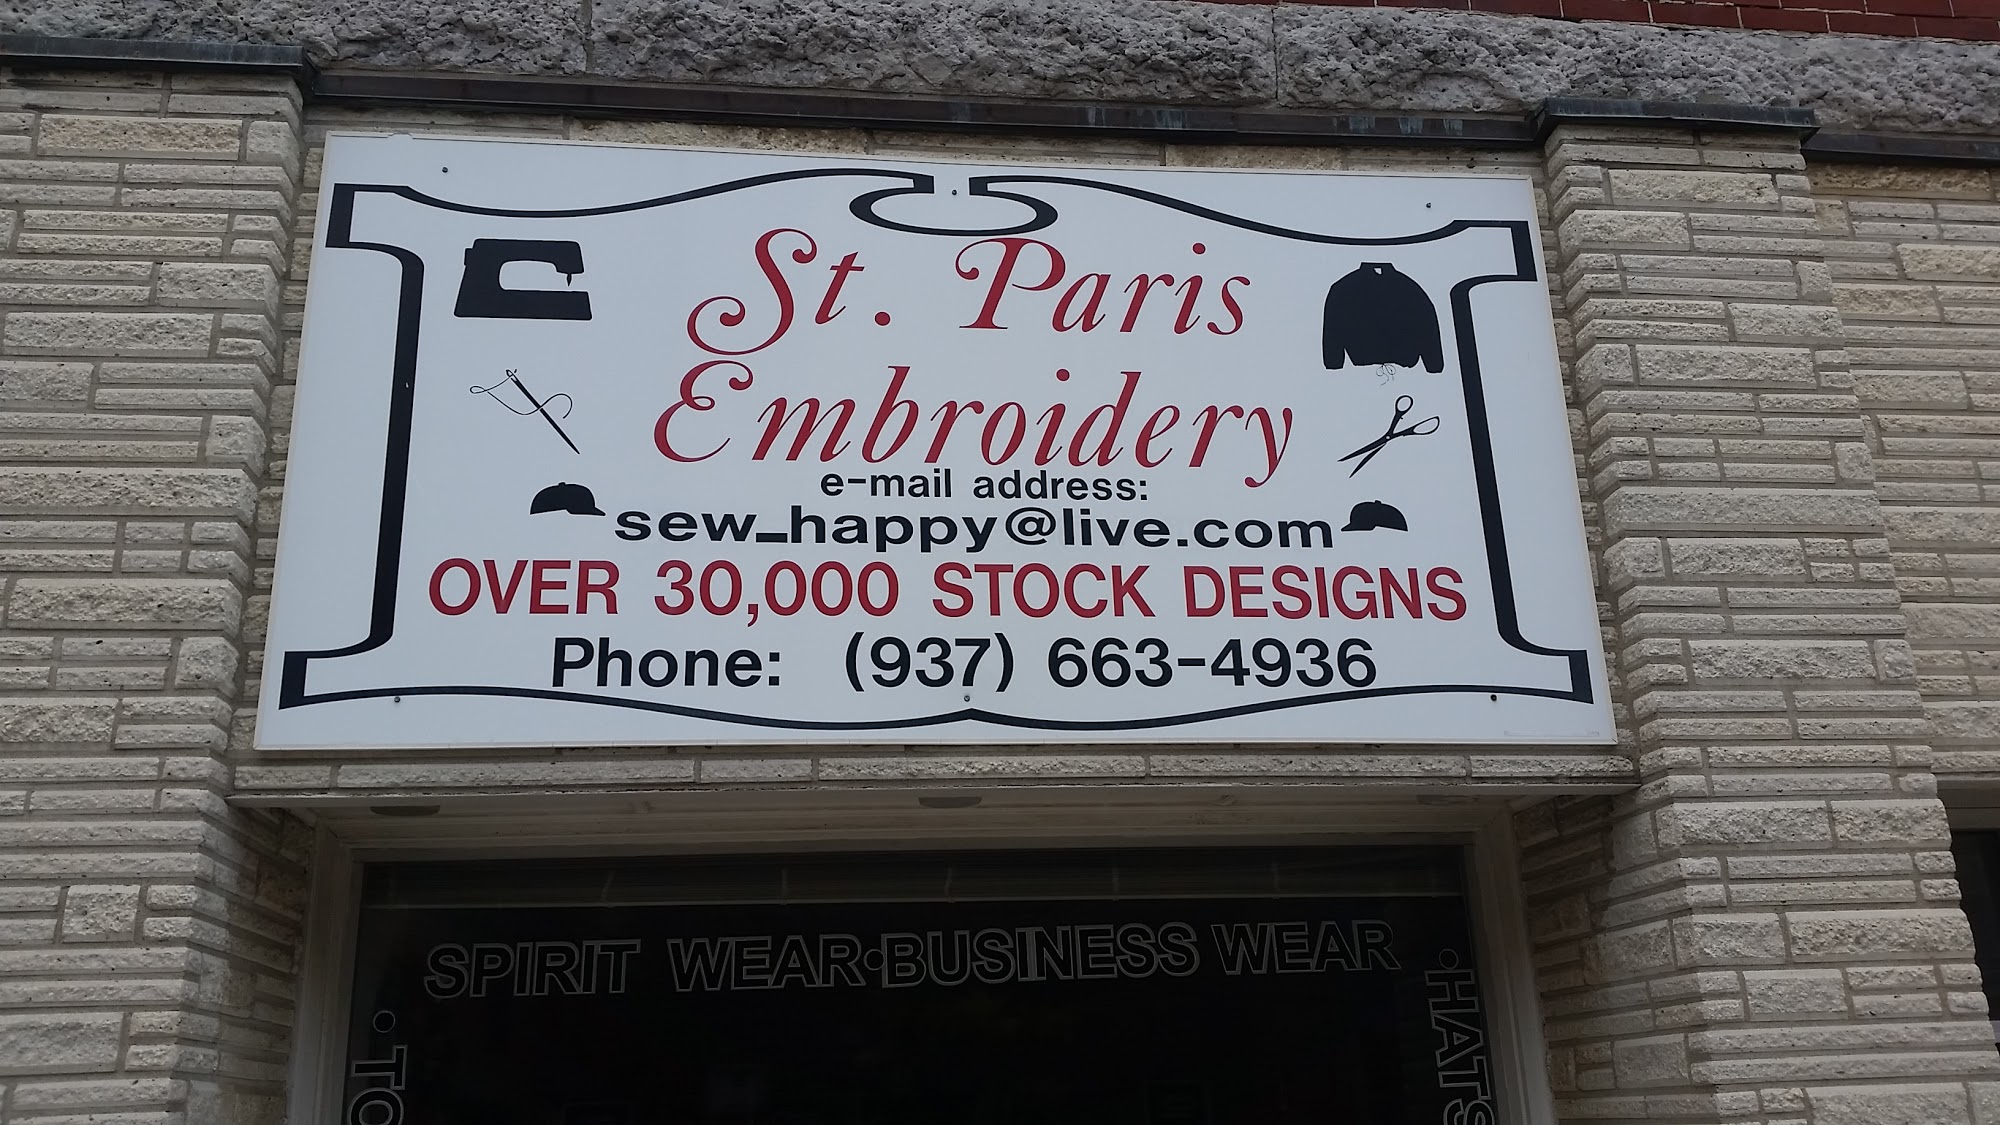 St. Paris
Embroidery
e-mail address:
sew_happy@live.com
OVER 30,000 STOCK DESIGNS
Phone: (937) 663-4936
SPIRIT WEAR•BUSINESS WEAR
•HATS